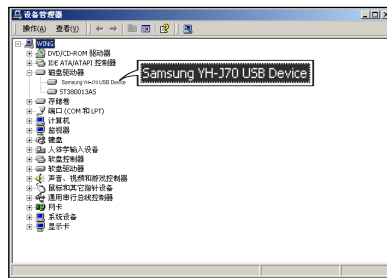 设备管理器
操作(A) 查看(V)
WING
DVD/CD-ROM 驱动器
IDE ATA/ATAPI 控制器
磁盘驱动器
Samsung YH-J70 USB Device
Samsung YH-J70 USB Device
ST380013AS
存储卷
端口 (COM 和 LPT)
计算机
监视器
键盘
人体学输入设备
软盘控制器
软盘驱动器
声音、视频和游戏控制器
鼠标和其它指针设备
通用串行总线控制器
网卡
系统设备
显示卡